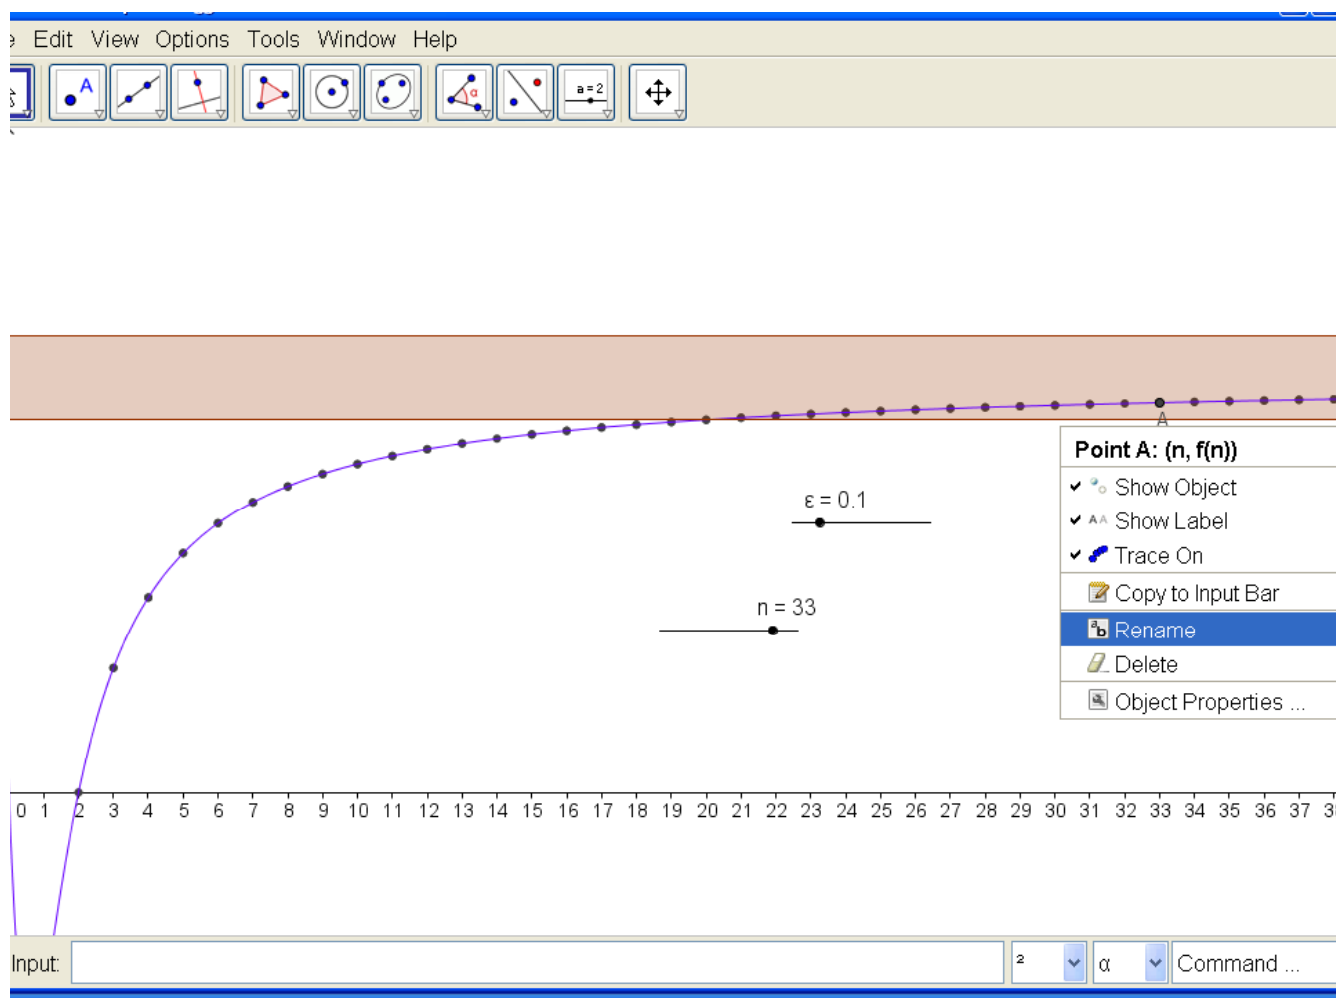 Edit View Options Tools Window Help
A
α
a = 2
A
Point A: (n, f(n))
Show Object
ε = 0.1
AA Show Label
Trace On
Copy to Input Bar
n = 33
ab Rename
Delete
Object Properties ...
0 1 2 3 4 5 6 7 8 9 10 11 12 13 14 15 16 17 18 19 20 21 22 23 24 25 26 27 28 29 30 31 32 33 34 35 36 37
Input: ² α Command ...